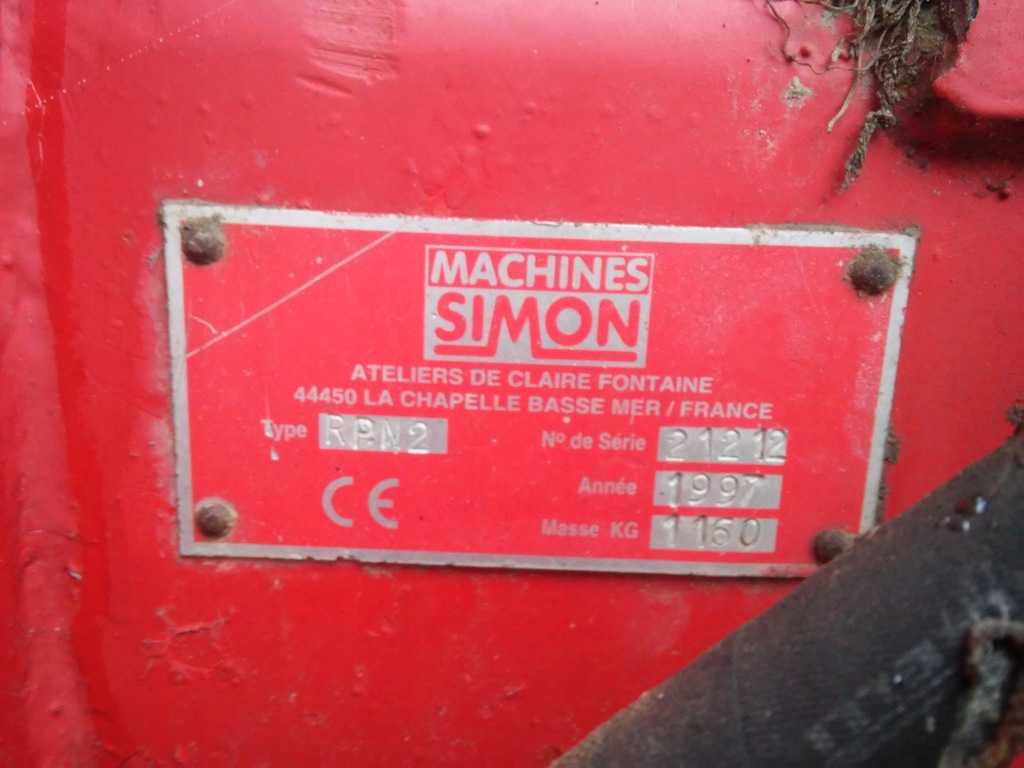 MACHINES
SIMON
ATELIERS DE CLAIRE FONTAINE
44450 LA CHAPELLE BASSE MER / FRANCE
Type RPN2 Nº de Série 21212
CE Année 1997
Masse KG 1160